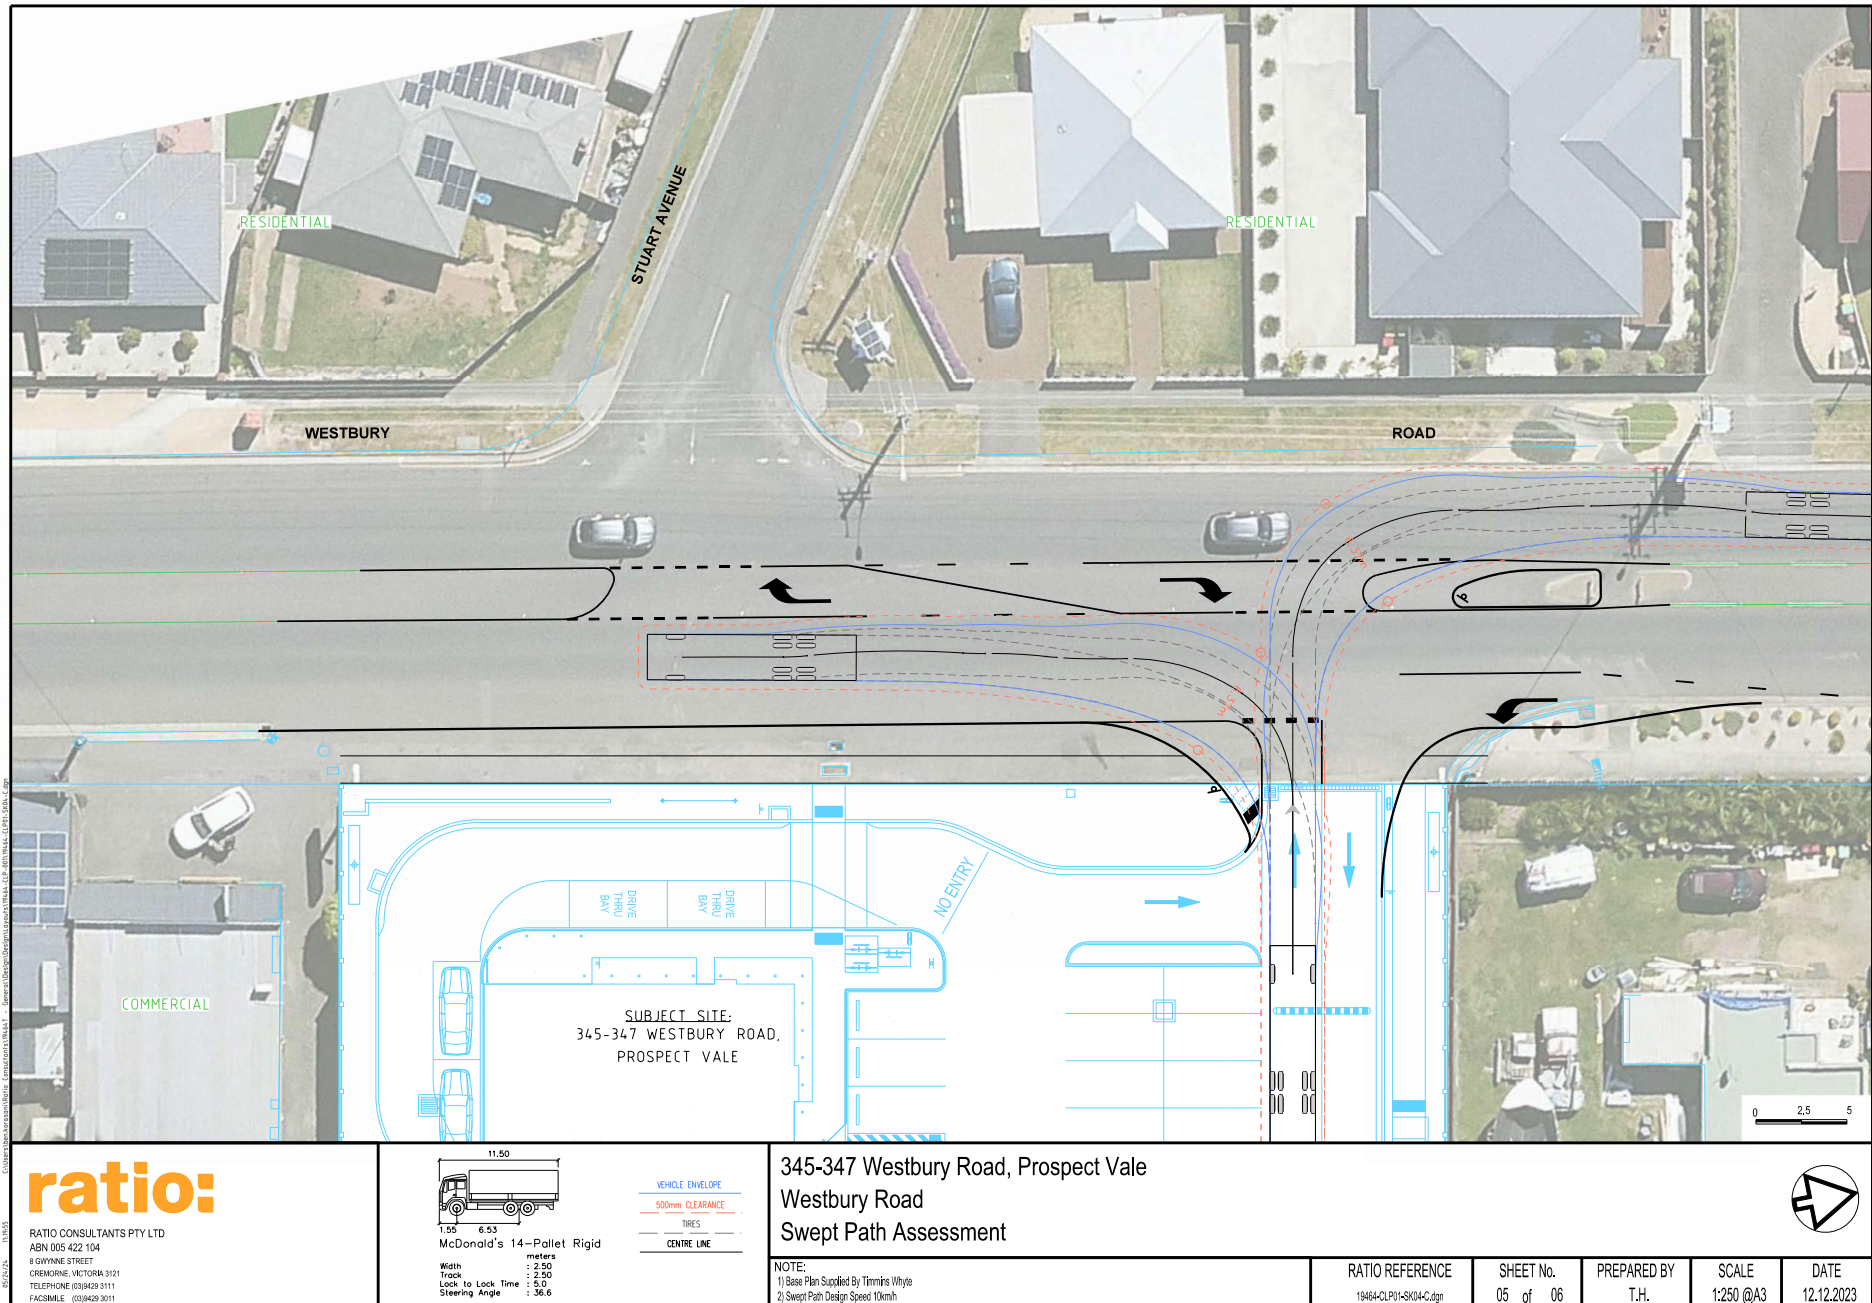 STUART AVENUE
RESIDENTIAL
RESIDENTIAL
WESTBURY
ROAD
DRIVE
THRU
BAY
DRIVE
THRU
BAY
NO ENTRY
COMMERCIAL
SUBJECT SITE:
345-347 WESTBURY ROAD,
PROSPECT VALE
0 2.5 5
ratio:
RATIO CONSULTANTS PTY LTD
ABN 005 422 104
8 GWYNNE STREET
CREMORNE, VICTORIA 3121
TELEPHONE (03)9429 3111
FACSIMILE (03)9429 3011
11.50
1.55 6.53
McDonald's 14-Pallet Rigid
meters
Width : 2.50
Track : 2.50
Lock to Lock Time : 5.0
Steering Angle : 36.6
VEHICLE ENVELOPE
500mm CLEARANCE
TIRES
CENTRE LINE
345-347 Westbury Road, Prospect Vale
Westbury Road
Swept Path Assessment
NOTE:
1) Base Plan Supplied By Timmins Whyte
2) Swept Path Design Speed 10km/h
RATIO REFERENCE
19464-CLP01-SK04-C.dgn
SHEET No.
05 of 06
PREPARED BY
T.H.
SCALE
1:250 @A3
DATE
12.12.2023